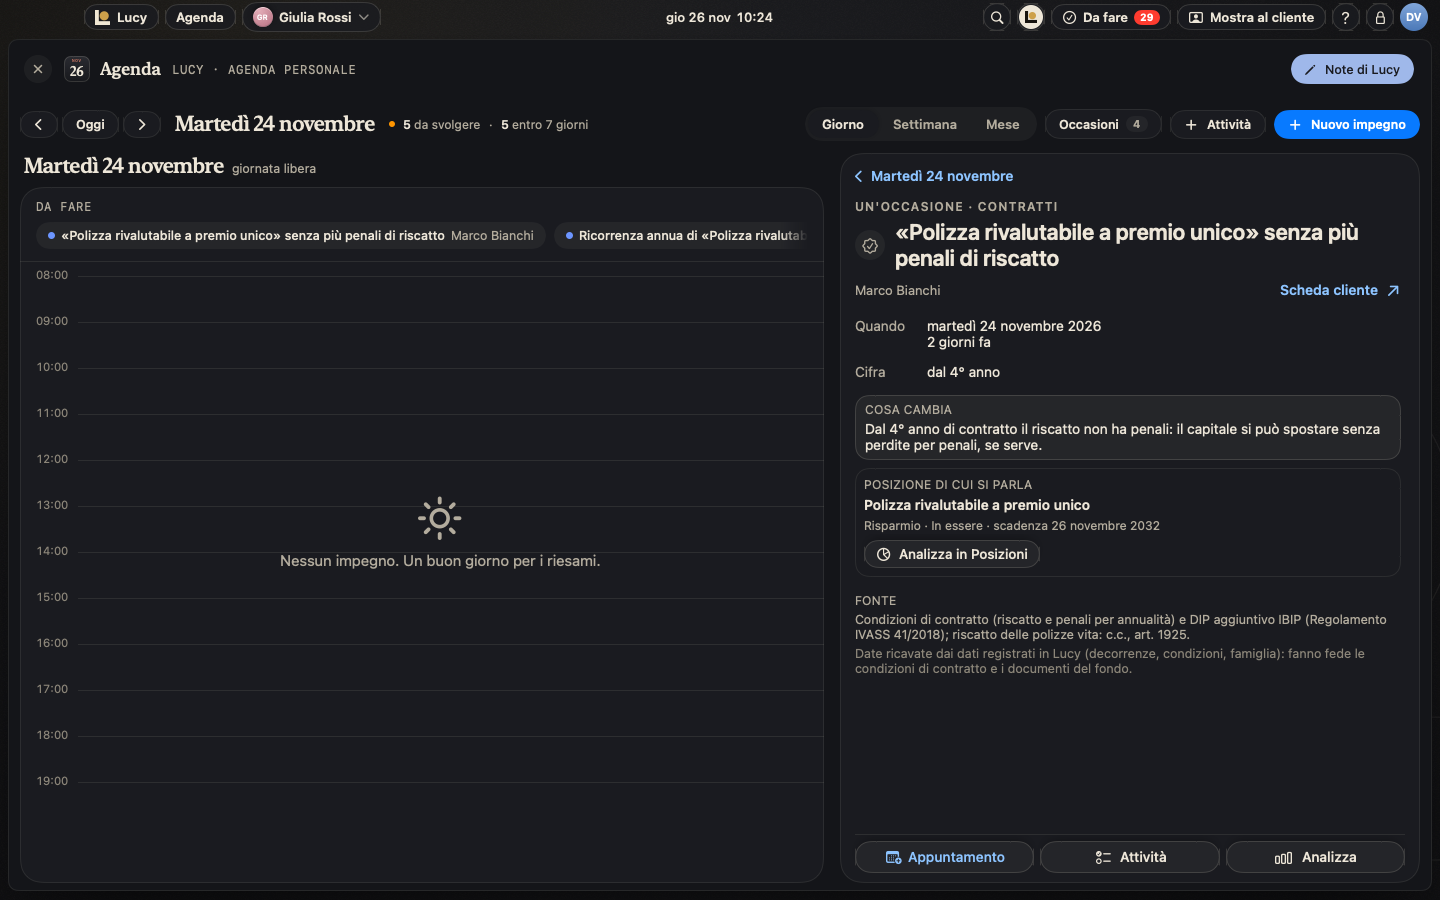 Lucy
Agenda
GR Giulia Rossi
gio 26 nov 10:24
Da fare 29
Mostra al cliente
?
DV
NOV
26
Agenda LUCY · AGENDA PERSONALE
Note di Lucy
Oggi
Martedì 24 novembre
5 da svolgere · 5 entro 7 giorni
Giorno
Settimana
Mese
Occasioni 4
Attività
Nuovo impegno
Martedì 24 novembre giornata libera
DA FARE
«Polizza rivalutabile a premio unico» senza più penali di riscatto Marco Bianchi
Ricorrenza annua di «Polizza rivalutab
08:00
09:00
10:00
11:00
12:00
13:00
14:00
Nessun impegno. Un buon giorno per i riesami.
15:00
16:00
17:00
18:00
19:00
Martedì 24 novembre
UN'OCCASIONE · CONTRATTI
«Polizza rivalutabile a premio unico» senza più
penali di riscatto
Marco Bianchi
Scheda cliente
Quando martedì 24 novembre 2026
2 giorni fa
Cifra dal 4° anno
COSA CAMBIA
Dal 4° anno di contratto il riscatto non ha penali: il capitale si può spostare senza
perdite per penali, se serve.
POSIZIONE DI CUI SI PARLA
Polizza rivalutabile a premio unico
Risparmio · In essere · scadenza 26 novembre 2032
Analizza in Posizioni
FONTE
Condizioni di contratto (riscatto e penali per annualità) e DIP aggiuntivo IBIP (Regolamento
IVASS 41/2018); riscatto delle polizze vita: c.c., art. 1925.
Date ricavate dai dati registrati in Lucy (decorrenze, condizioni, famiglia): fanno fede le
condizioni di contratto e i documenti del fondo.
Appuntamento
Attività
Analizza